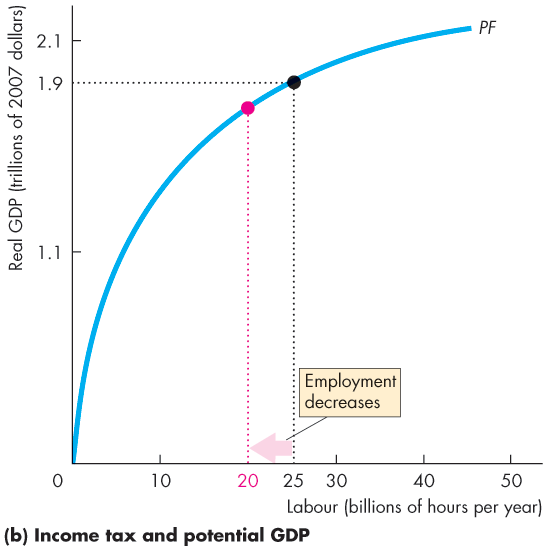 Real GDP (trillions of 2007 dollars)
2.1
1.9
1.1
PF
Employment
decreases
0
10
20
25
30
40
50
Labour (billions of hours per year)
(b) Income tax and potential GDP